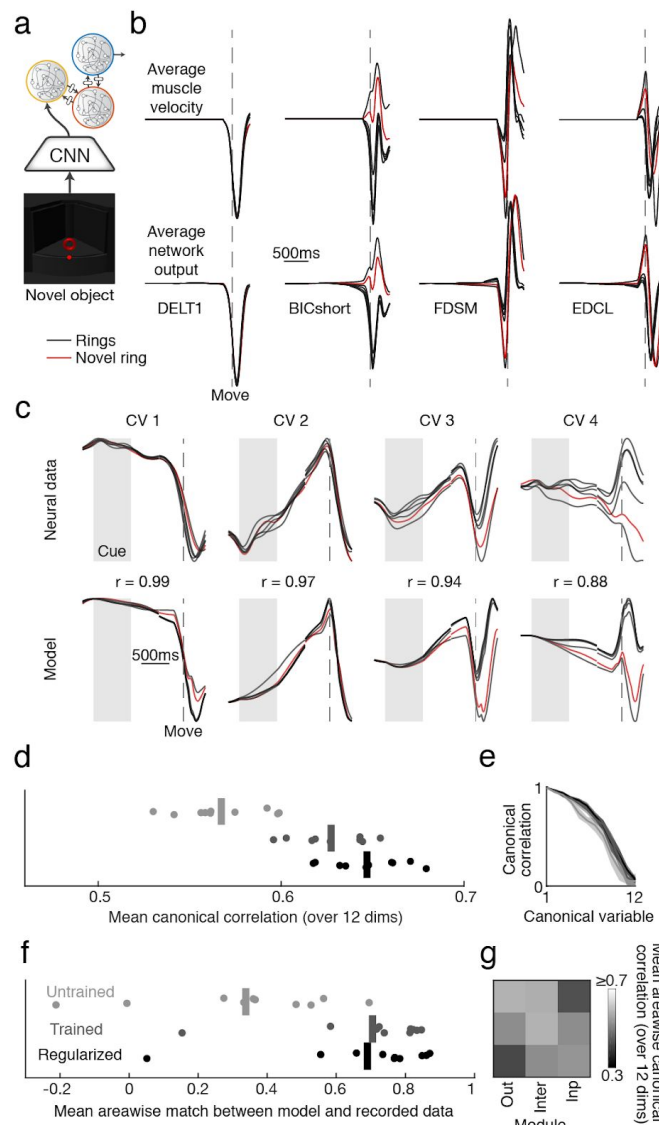 a
b
Average
muscle
velocity
CNN
Average
network
output
500ms
Novel object
DELT1
BICshort
FDSM
EDCL
Rings
Novel ring
Move
c
CV 1
CV 2
CV 3
CV 4
Neural data
Cue
r = 0.99
r = 0.97
r = 0.94
r = 0.88
Model
500ms
Move
d
0.5
0.6
0.7
Mean canonical correlation (over 12 dims)
e
Canonical
correlation
1
0
1
12
Canonical variable
f
Untrained
Trained
Regularized
-0.2
0
0.2
0.4
0.6
0.8
1
Mean areawise match between model and recorded data
g
≥0.7
0.3
Mean areawise canonical
correlation (over 12 dims)
Out
Inter
Inp